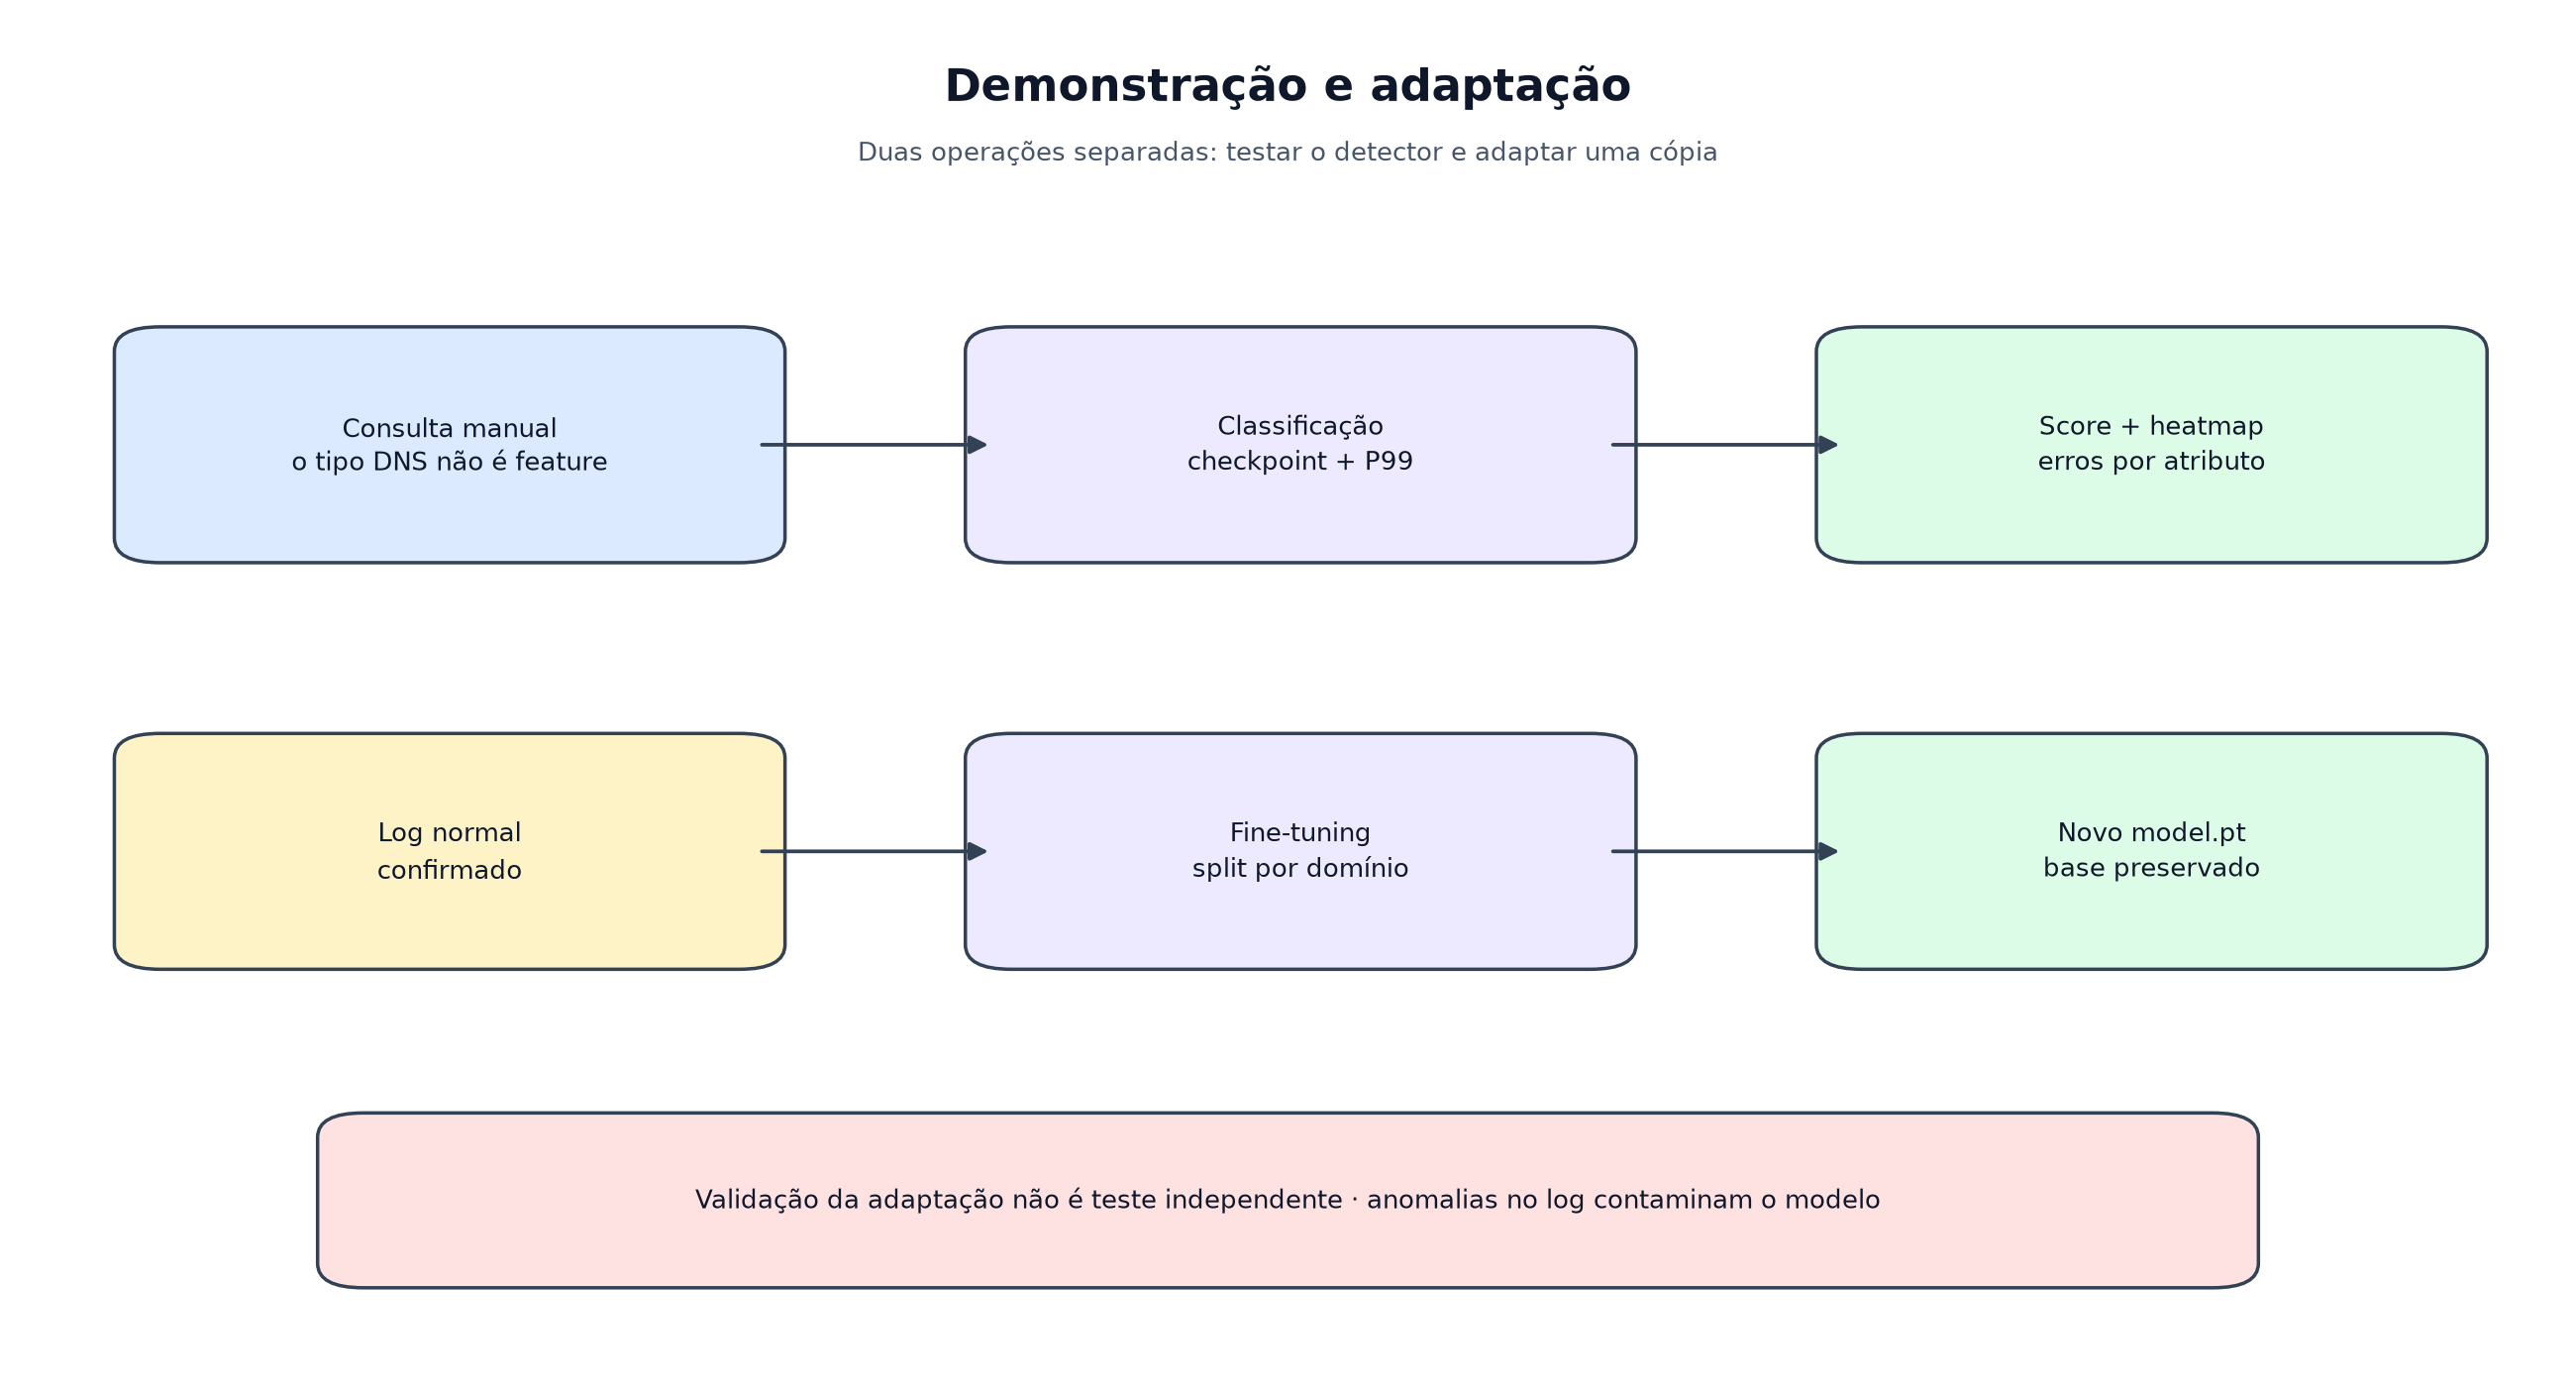 Demonstração e adaptação
Duas operações separadas: testar o detector e adaptar uma cópia
Consulta manual
o tipo DNS não é feature
Classificação
checkpoint + P99
Score + heatmap
erros por atributo
Log normal
confirmado
Fine-tuning
split por domínio
Novo model.pt
base preservado
Validação da adaptação não é teste independente · anomalias no log contaminam o modelo